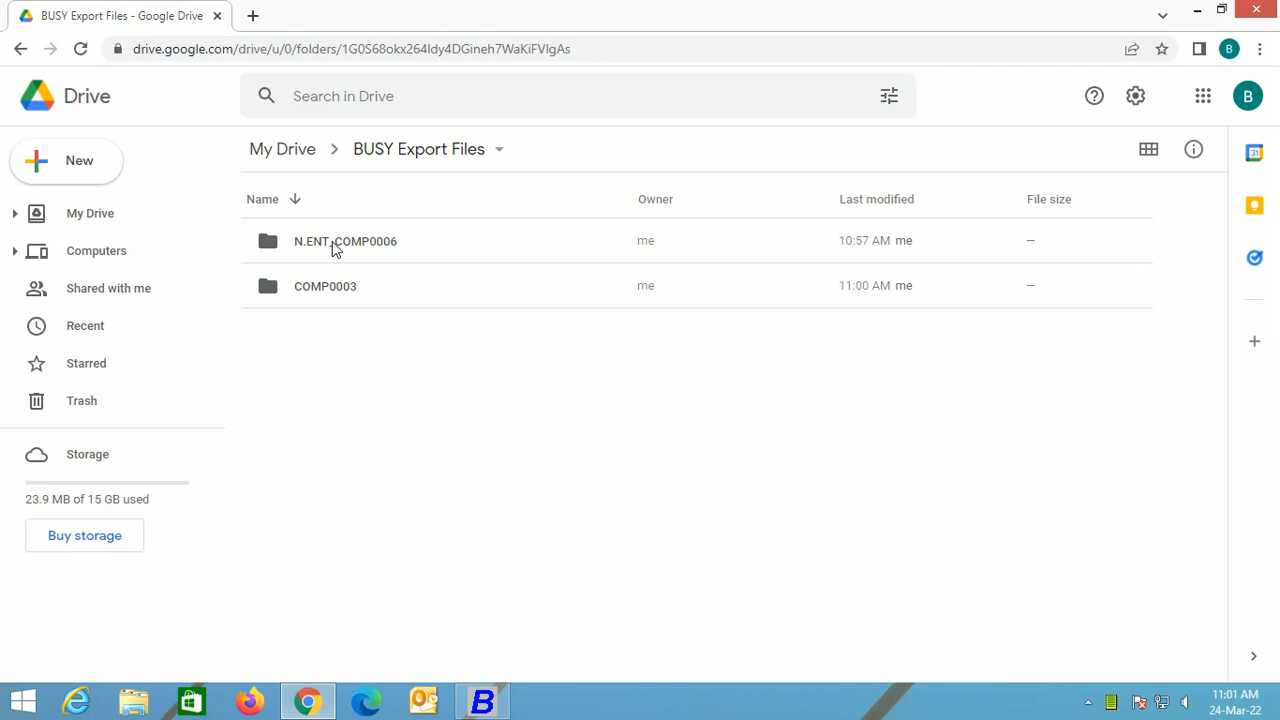 BUSY Export Files - Google Drive
drive.google.com/drive/u/0/folders/1G0S68okx264Idy4DGineh7WaKiFVIgAs
B
Drive
Search in Drive
B
New
My Drive
Computers
Shared with me
Recent
Starred
Trash
Storage
23.9 MB of 15 GB used
Buy storage
My Drive BUSY Export Files
Name Owner Last modified File size
N.ENT_COMP0006 me 10:57 AM me –
COMP0003 me 11:00 AM me –
31
B
11:01 AM
24-Mar-22